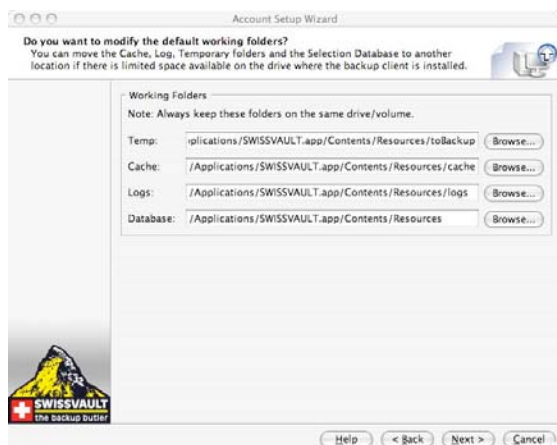 Account Setup Wizard
Do you want to modify the default working folders?
You can move the Cache, Log, Temporary folders and the Selection Database to another
location if there is limited space available on the drive where the backup client is installed.
Working Folders
Note: Always keep these folders on the same drive/volume.
Temp: plications/SWISSVAULT.app/Contents/Resources/toBackup Browse...
Cache: /Applications/SWISSVAULT.app/Contents/Resources/cache Browse...
Logs: /Applications/SWISSVAULT.app/Contents/Resources/logs Browse...
Database: /Applications/SWISSVAULT.app/Contents/Resources Browse...
SWISSVAULT
the backup butler
Help < Back Next > Cancel